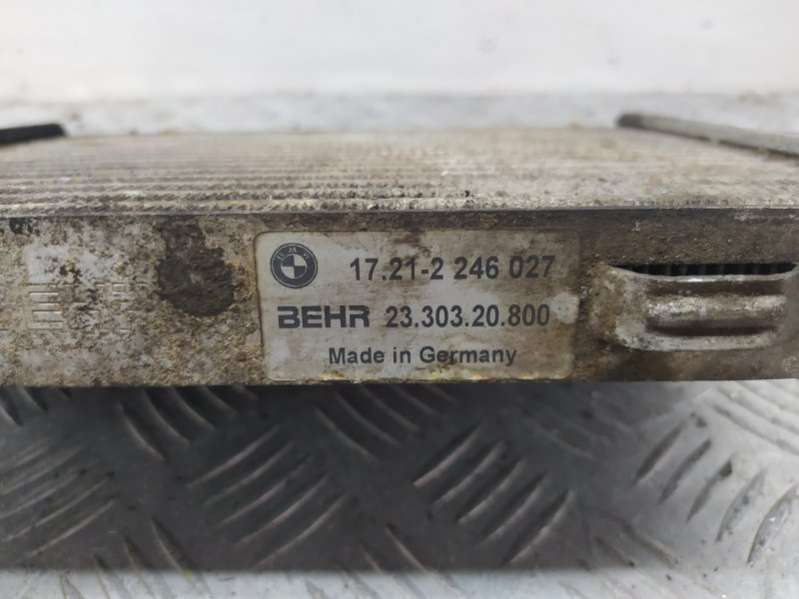 17.21-2 246 027
BEHR 23.303.20.800
Made in Germany